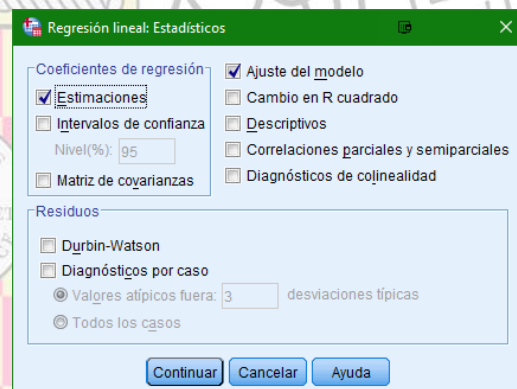 Regresión lineal: Estadísticos
Coeficientes de regresión
Estimaciones
Intervalos de confianza
Nivel(%): 95
Matriz de covarianzas
Ajuste del modelo
Cambio en R cuadrado
Descriptivos
Correlaciones parciales y semiparciales
Diagnósticos de colinealidad
Residuos
Durbin-Watson
Diagnósticos por caso
Valores atípicos fuera: 3 desviaciones típicas
Todos los casos
Continuar Cancelar Ayuda